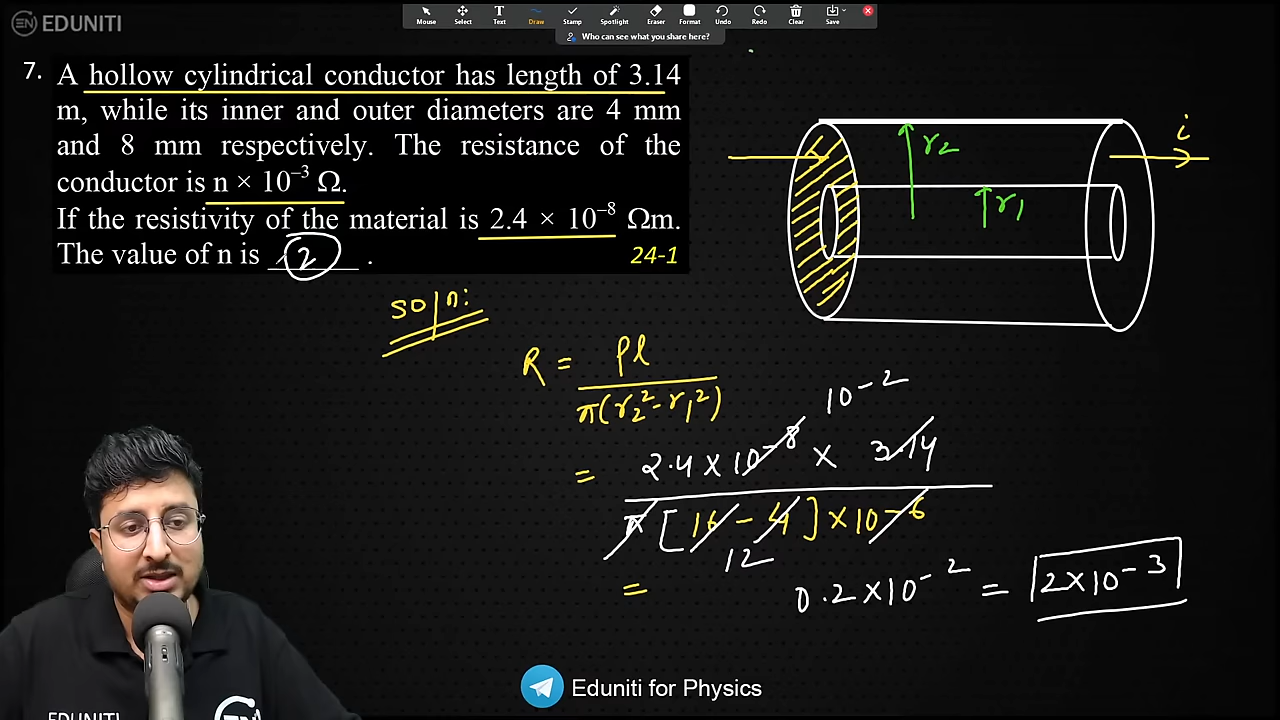 EDUNITI
Mouse Select Text Draw Stamp Spotlight Eraser Format Undo Redo Clear Save
Who can see what you share here?
7. A hollow cylindrical conductor has length of 3.14
m, while its inner and outer diameters are 4 mm
and 8 mm respectively. The resistance of the
conductor is n × 10⁻³ Ω.
If the resistivity of the material is 2.4 × 10⁻⁸ Ωm.
The value of n is 2 .
24-1
i
r2
r1
Soln:
R = ρl
π(r₂²-r₁²)
10⁻²
= 2.4 × 10⁻⁸ × 3.14
π [16 - 4] × 10⁻⁶
12
= 0.2 × 10⁻² = 2×10⁻³
Eduniti for Physics
EDUNITI